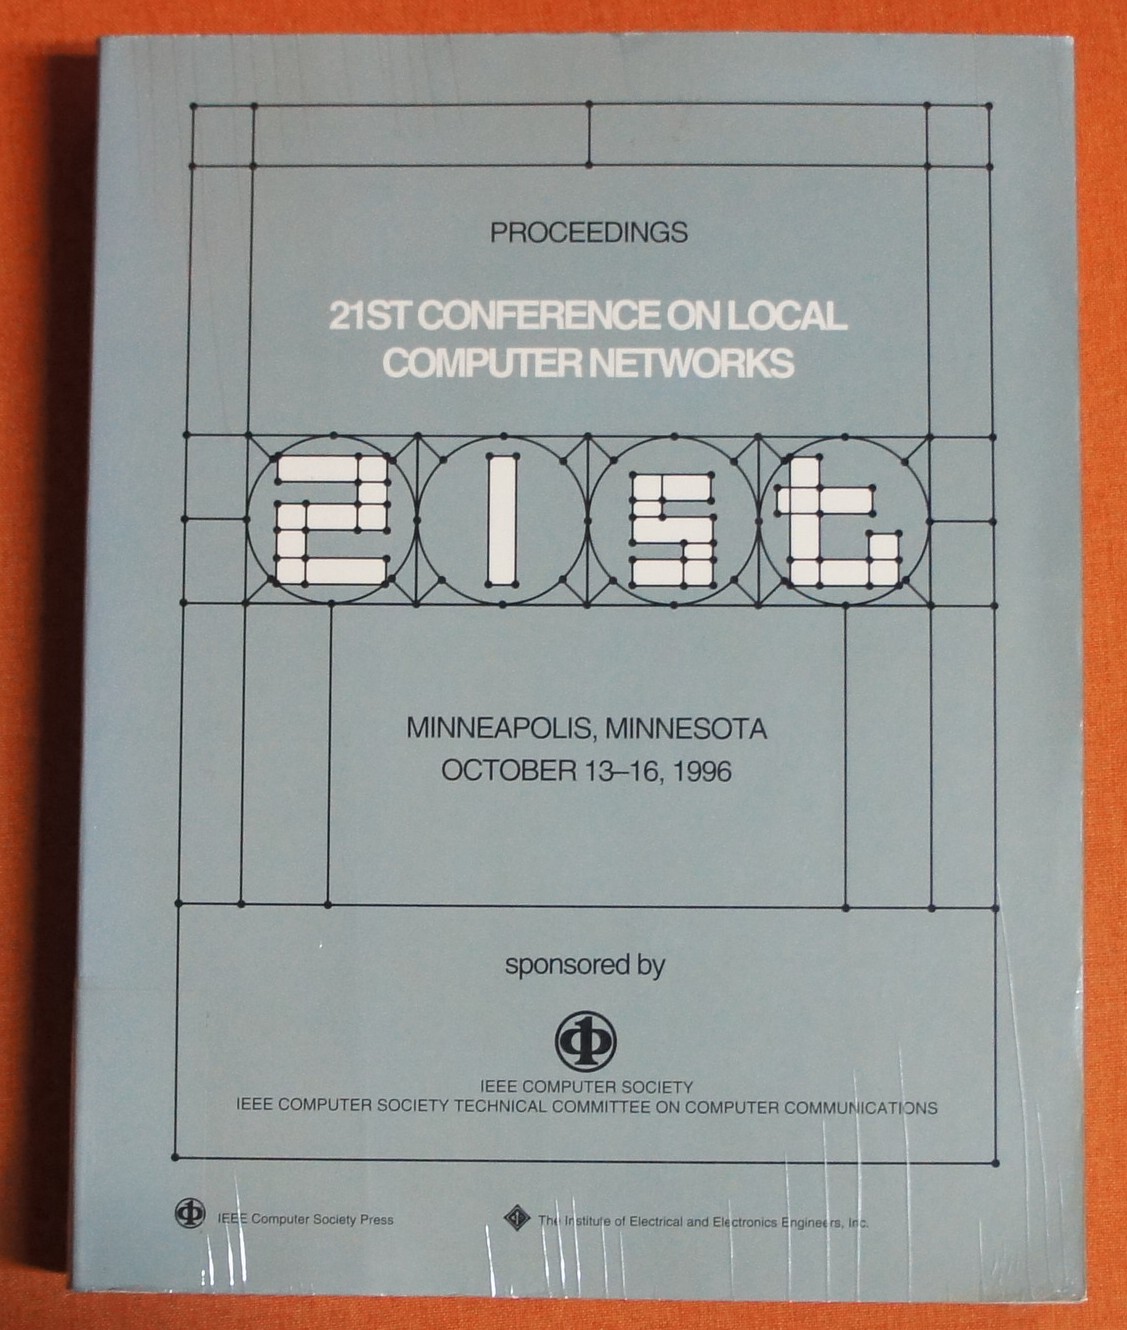 PROCEEDINGS
21ST CONFERENCE ON LOCAL
COMPUTER NETWORKS
21st
MINNEAPOLIS, MINNESOTA
OCTOBER 13–16, 1996
sponsored by
IEEE COMPUTER SOCIETY
IEEE COMPUTER SOCIETY TECHNICAL COMMITTEE ON COMPUTER COMMUNICATIONS
IEEE Computer Society Press
The Institute of Electrical and Electronics Engineers, Inc.